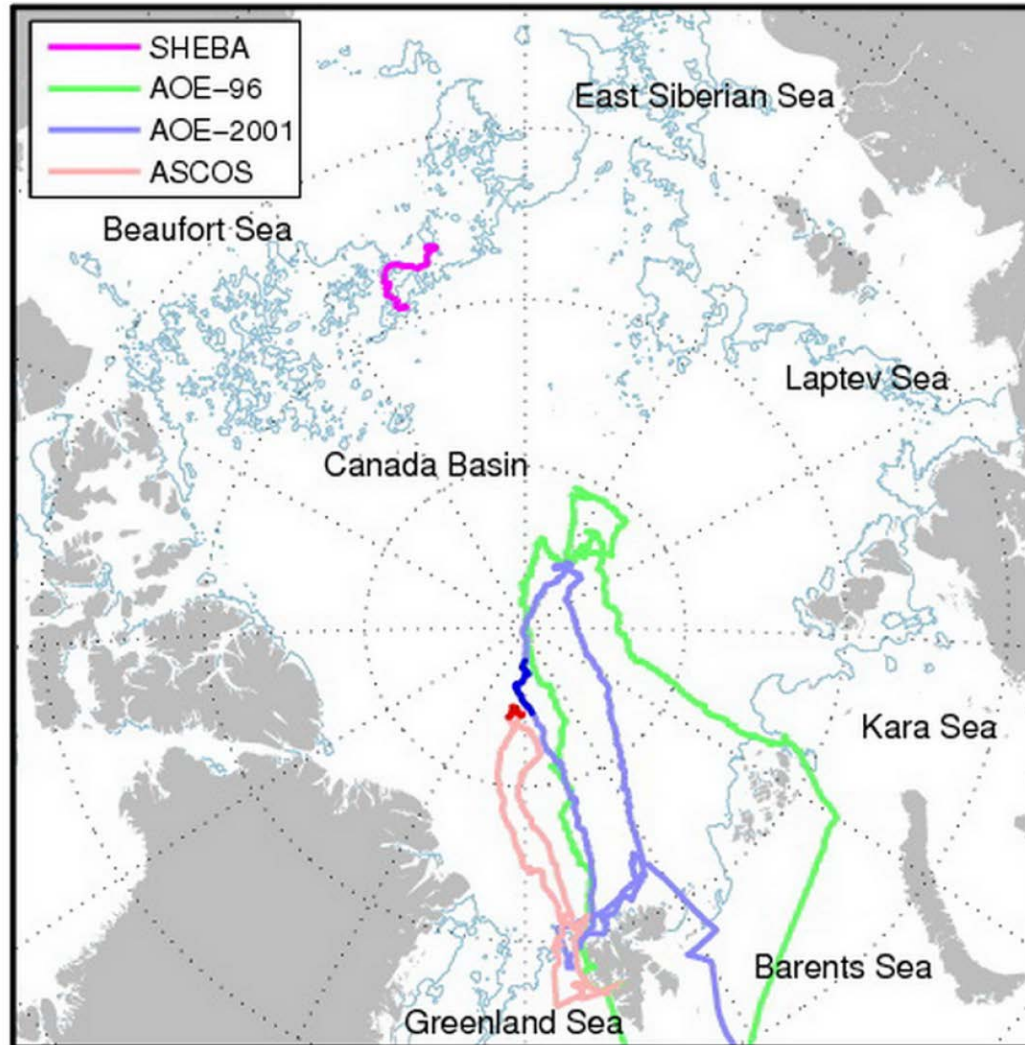 SHEBA
AOE-96
AOE-2001
ASCOS
East Siberian Sea
Beaufort Sea
Laptev Sea
Canada Basin
Kara Sea
Barents Sea
Greenland Sea